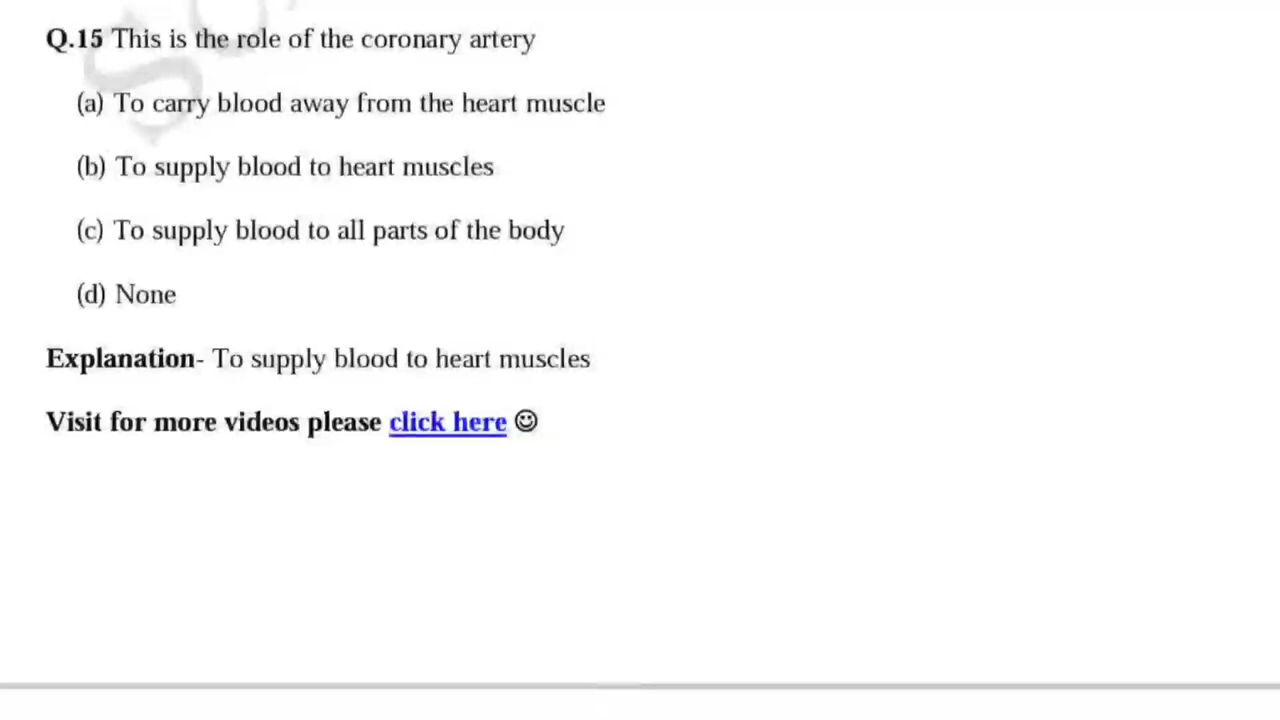 Q.15 This is the role of the coronary artery
(a) To carry blood away from the heart muscle
(b) To supply blood to heart muscles
(c) To supply blood to all parts of the body
(d) None
Explanation- To supply blood to heart muscles
Visit for more videos please click here ☺